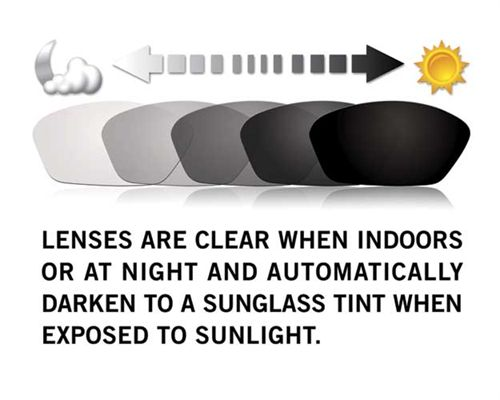 LENSES ARE CLEAR WHEN INDOORS
OR AT NIGHT AND AUTOMATICALLY
DARKEN TO A SUNGLASS TINT WHEN
EXPOSED TO SUNLIGHT.